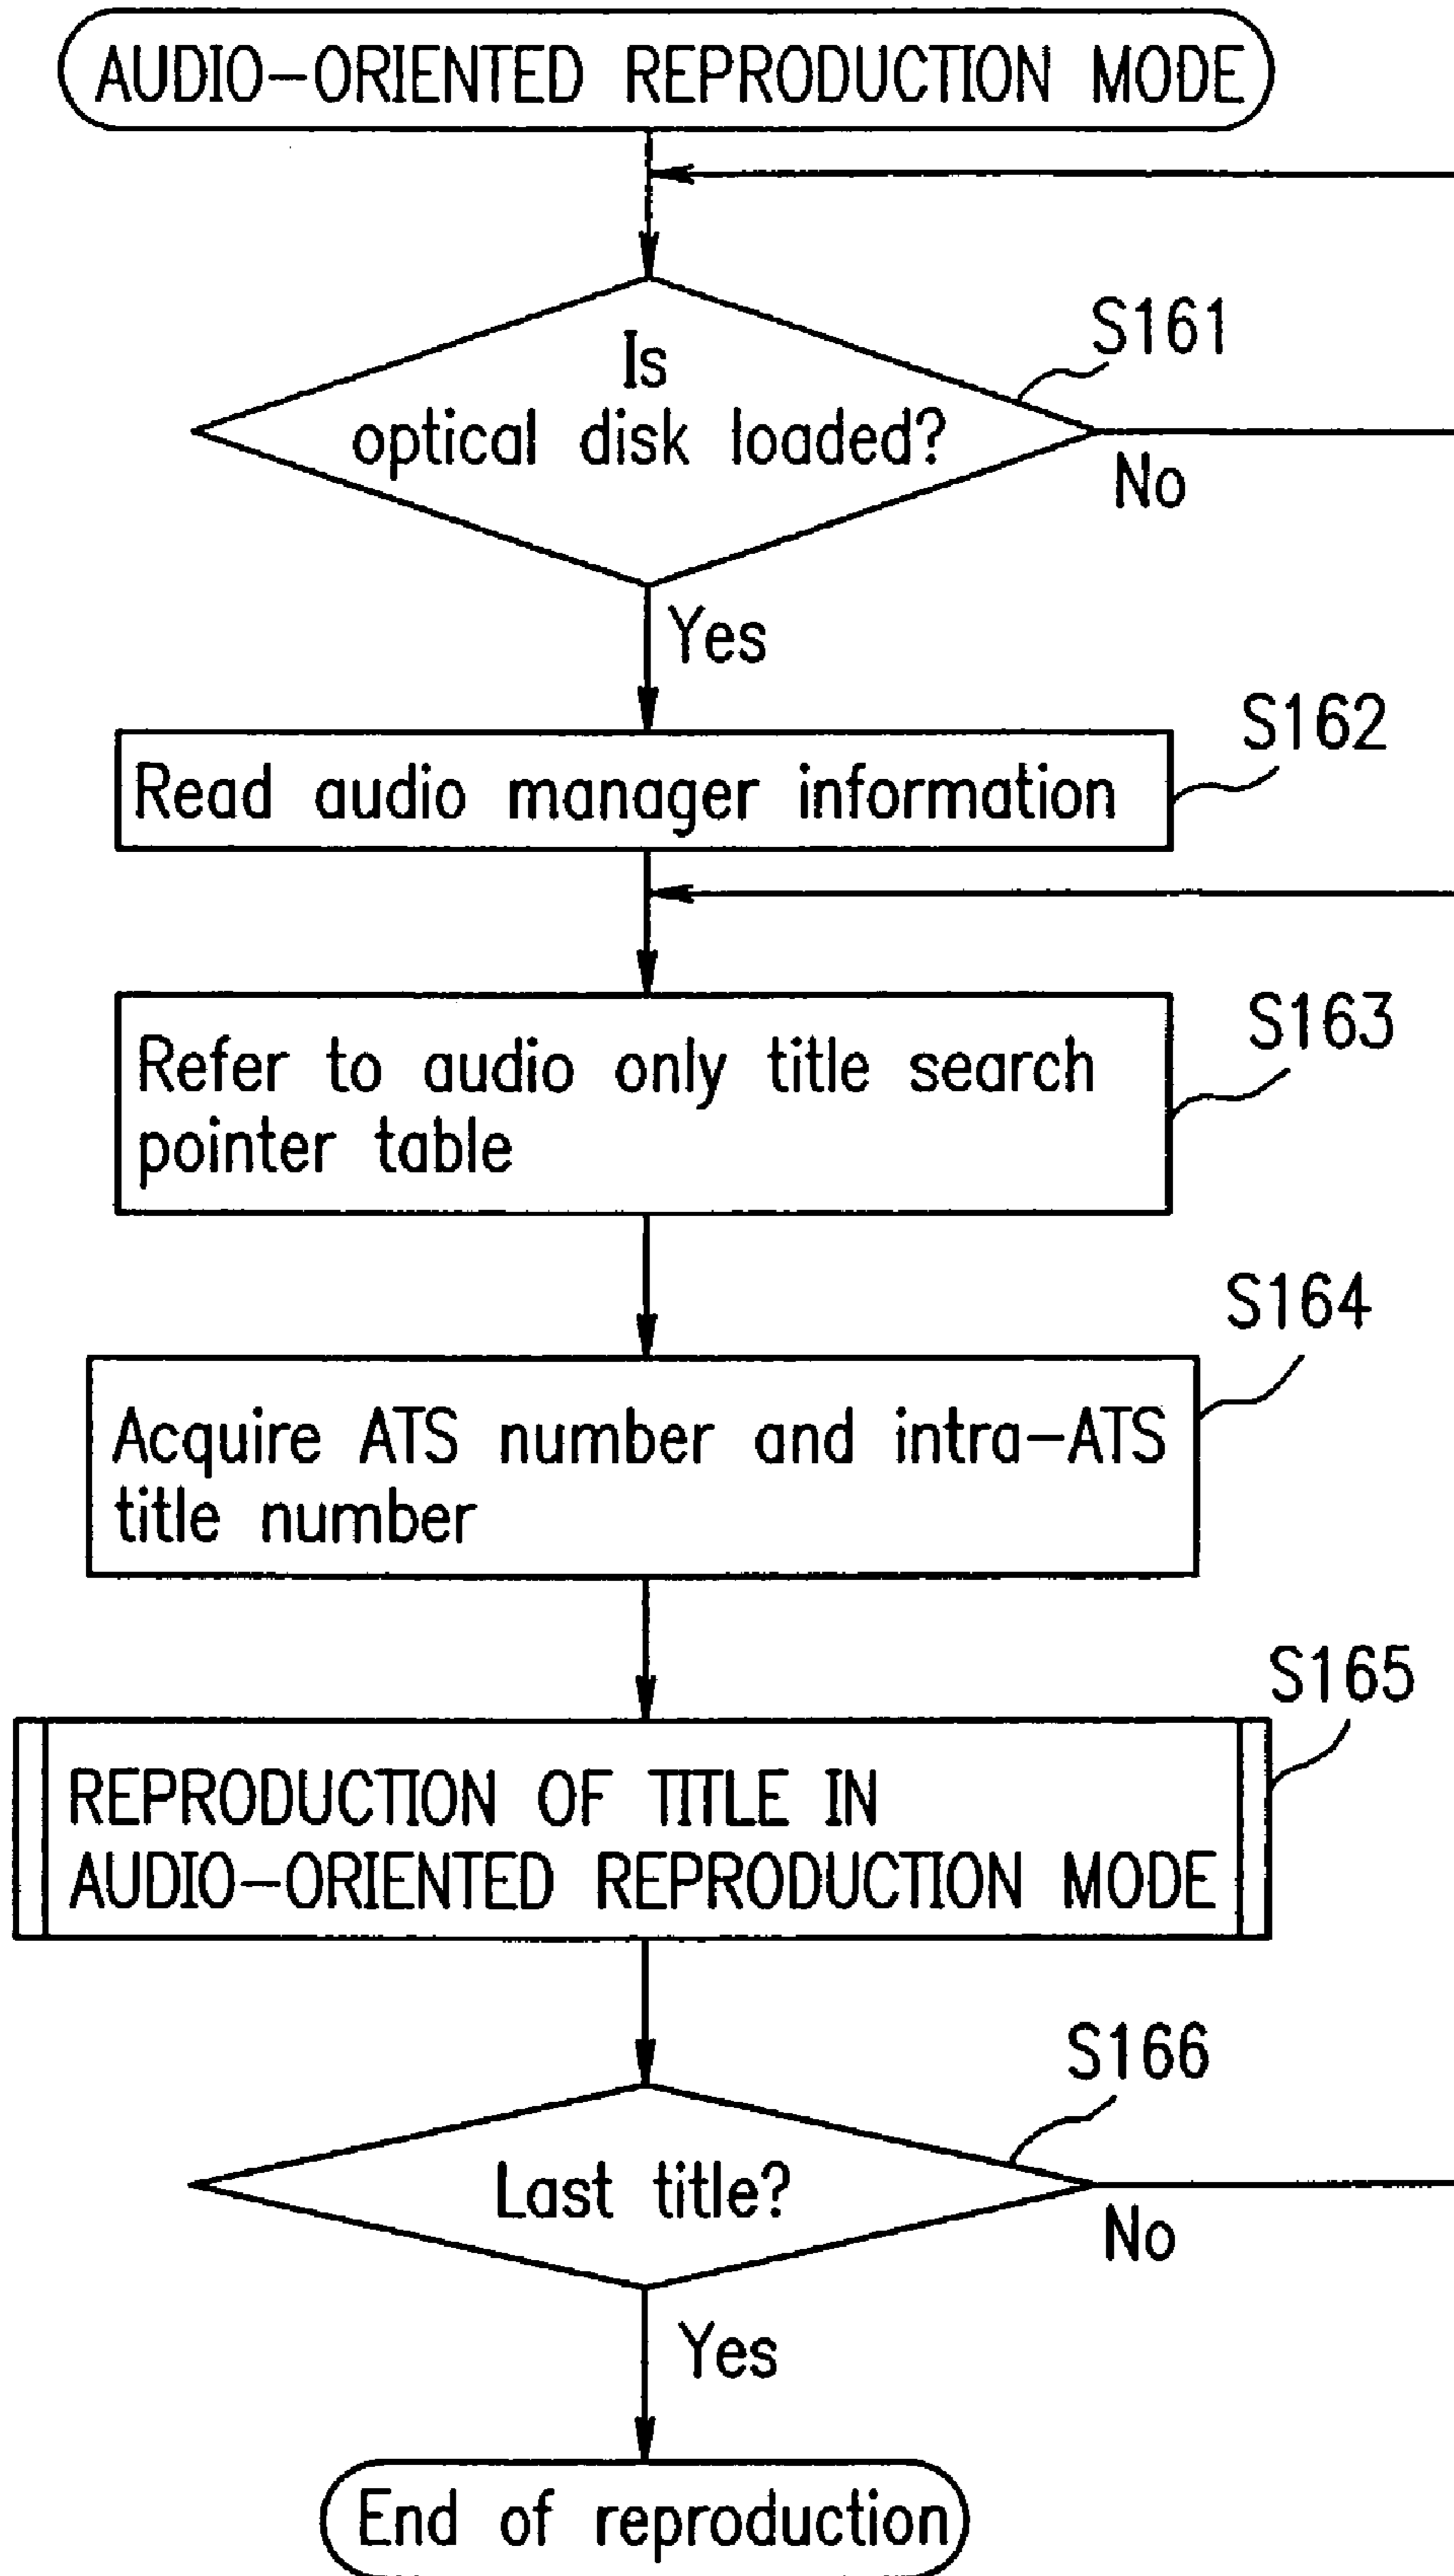 AUDIO-ORIENTED REPRODUCTION MODE
Is
optical disk loaded?
S161
No
Yes
Read audio manager information
S162
Refer to audio only title search
pointer table
S163
Acquire ATS number and intra-ATS
title number
S164
REPRODUCTION OF TITLE IN
AUDIO-ORIENTED REPRODUCTION MODE
S165
Last title?
S166
No
Yes
End of reproduction